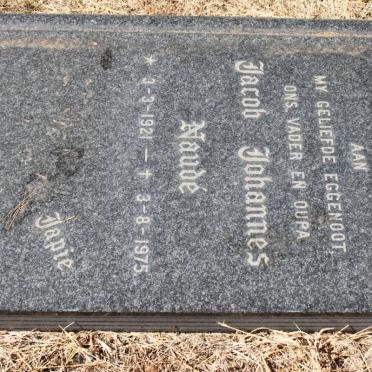 AAN
MY GELIEFDE EGGENOOT,
ONS VADER EN OUPA
Jacob Johannes
Naudé
* 3-3-1921 — † 3-8-1975
Japie